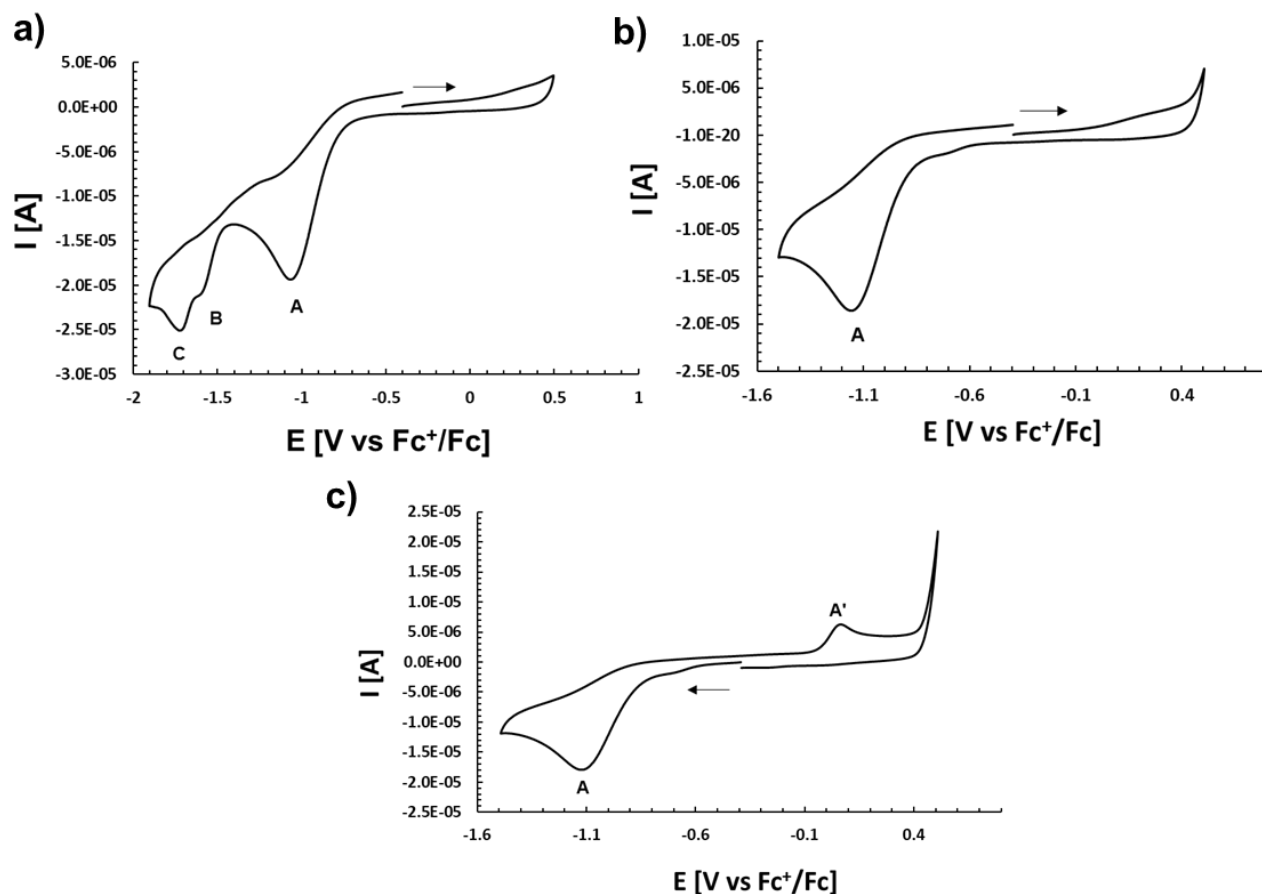 a)
5.0E-06
0.0E+00
-5.0E-06
-1.0E-05
-1.5E-05
-2.0E-05
-2.5E-05
-3.0E-05
I [A]
A
B
C
-2 -1.5 -1 -0.5 0 0.5 1
E [V vs Fc⁺/Fc]
b)
1.0E-05
5.0E-06
-1.0E-20
-5.0E-06
-1.0E-05
-1.5E-05
-2.0E-05
-2.5E-05
I [A]
A
-1.6 -1.1 -0.6 -0.1 0.4
E [V vs Fc⁺/Fc]
c)
2.5E-05
2.0E-05
1.5E-05
1.0E-05
5.0E-06
0.0E+00
-5.0E-06
-1.0E-05
-1.5E-05
-2.0E-05
-2.5E-05
I [A]
A'
A
-1.6 -1.1 -0.6 -0.1 0.4
E [V vs Fc⁺/Fc]